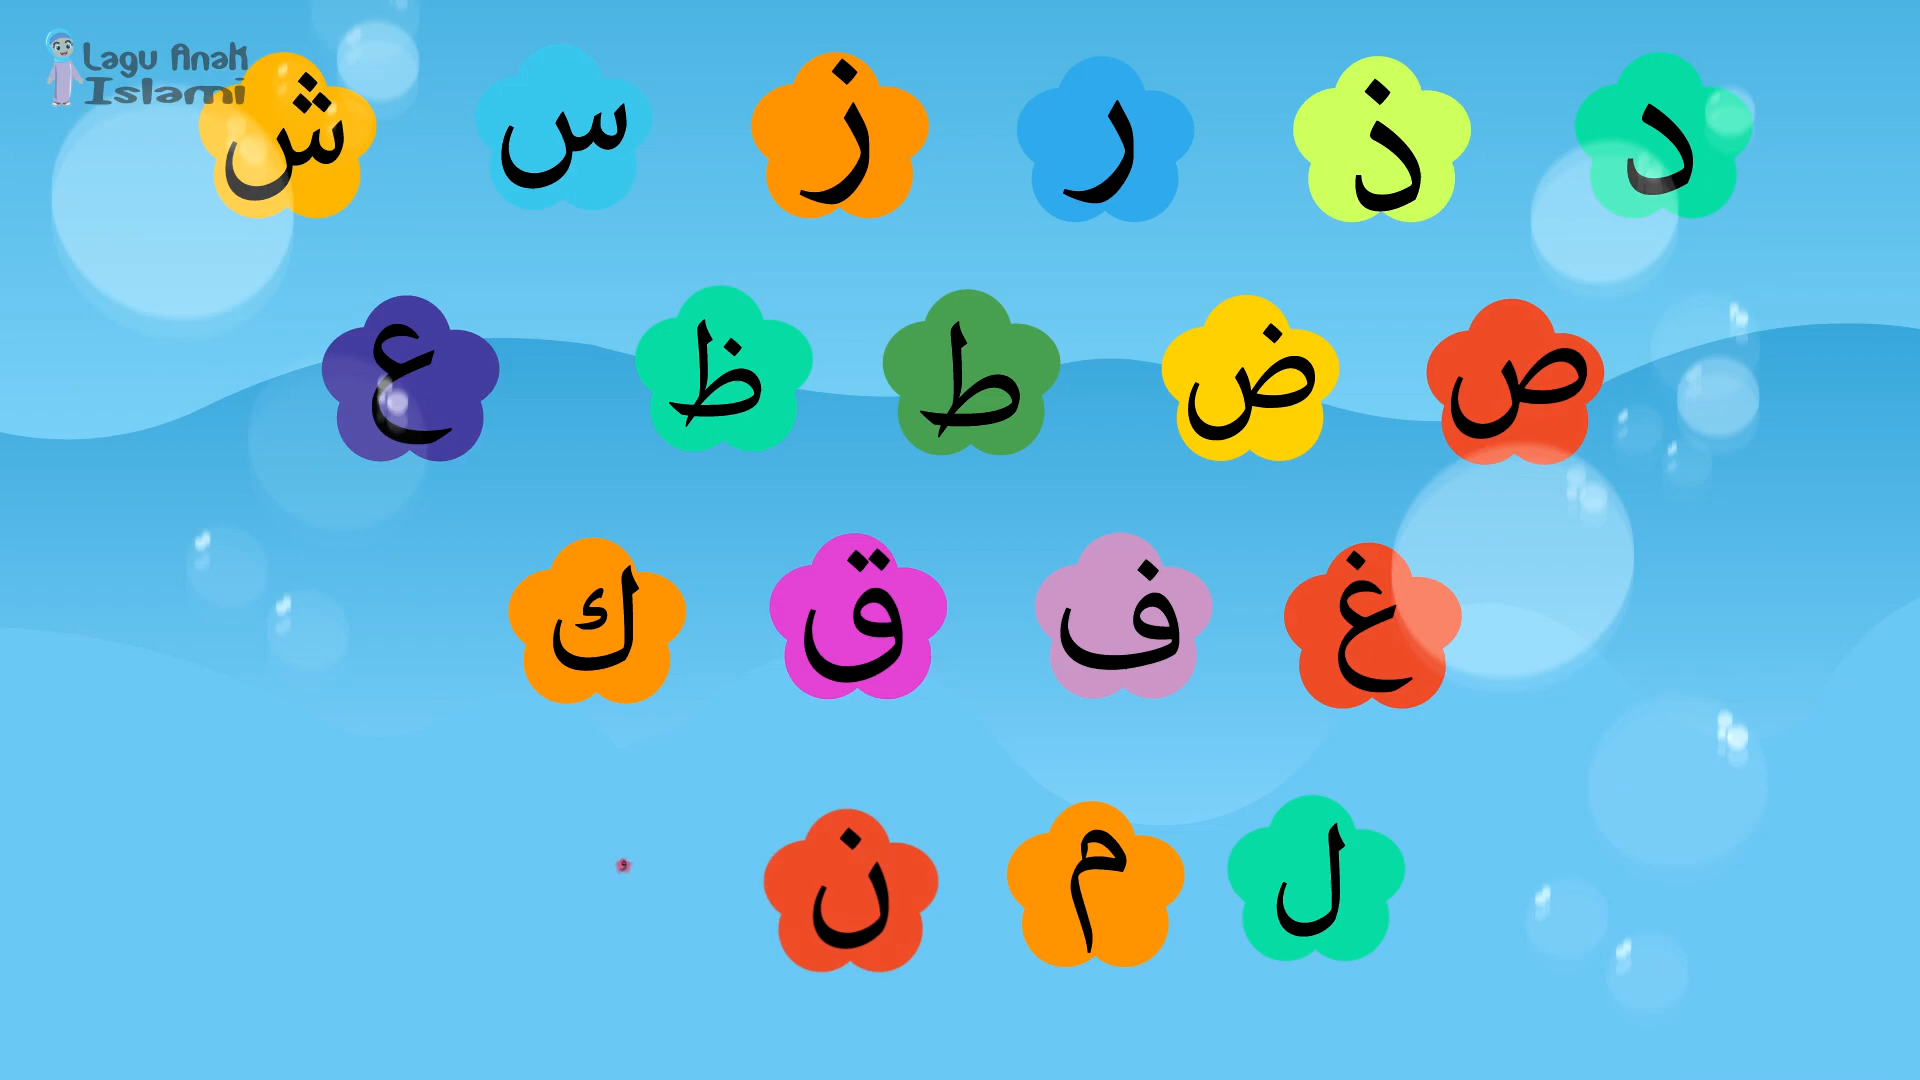 Lagu Anak
Islami
د ذ ر ز س ش
ص ض ط ظ ع
غ ف ق ك
ل م ن و